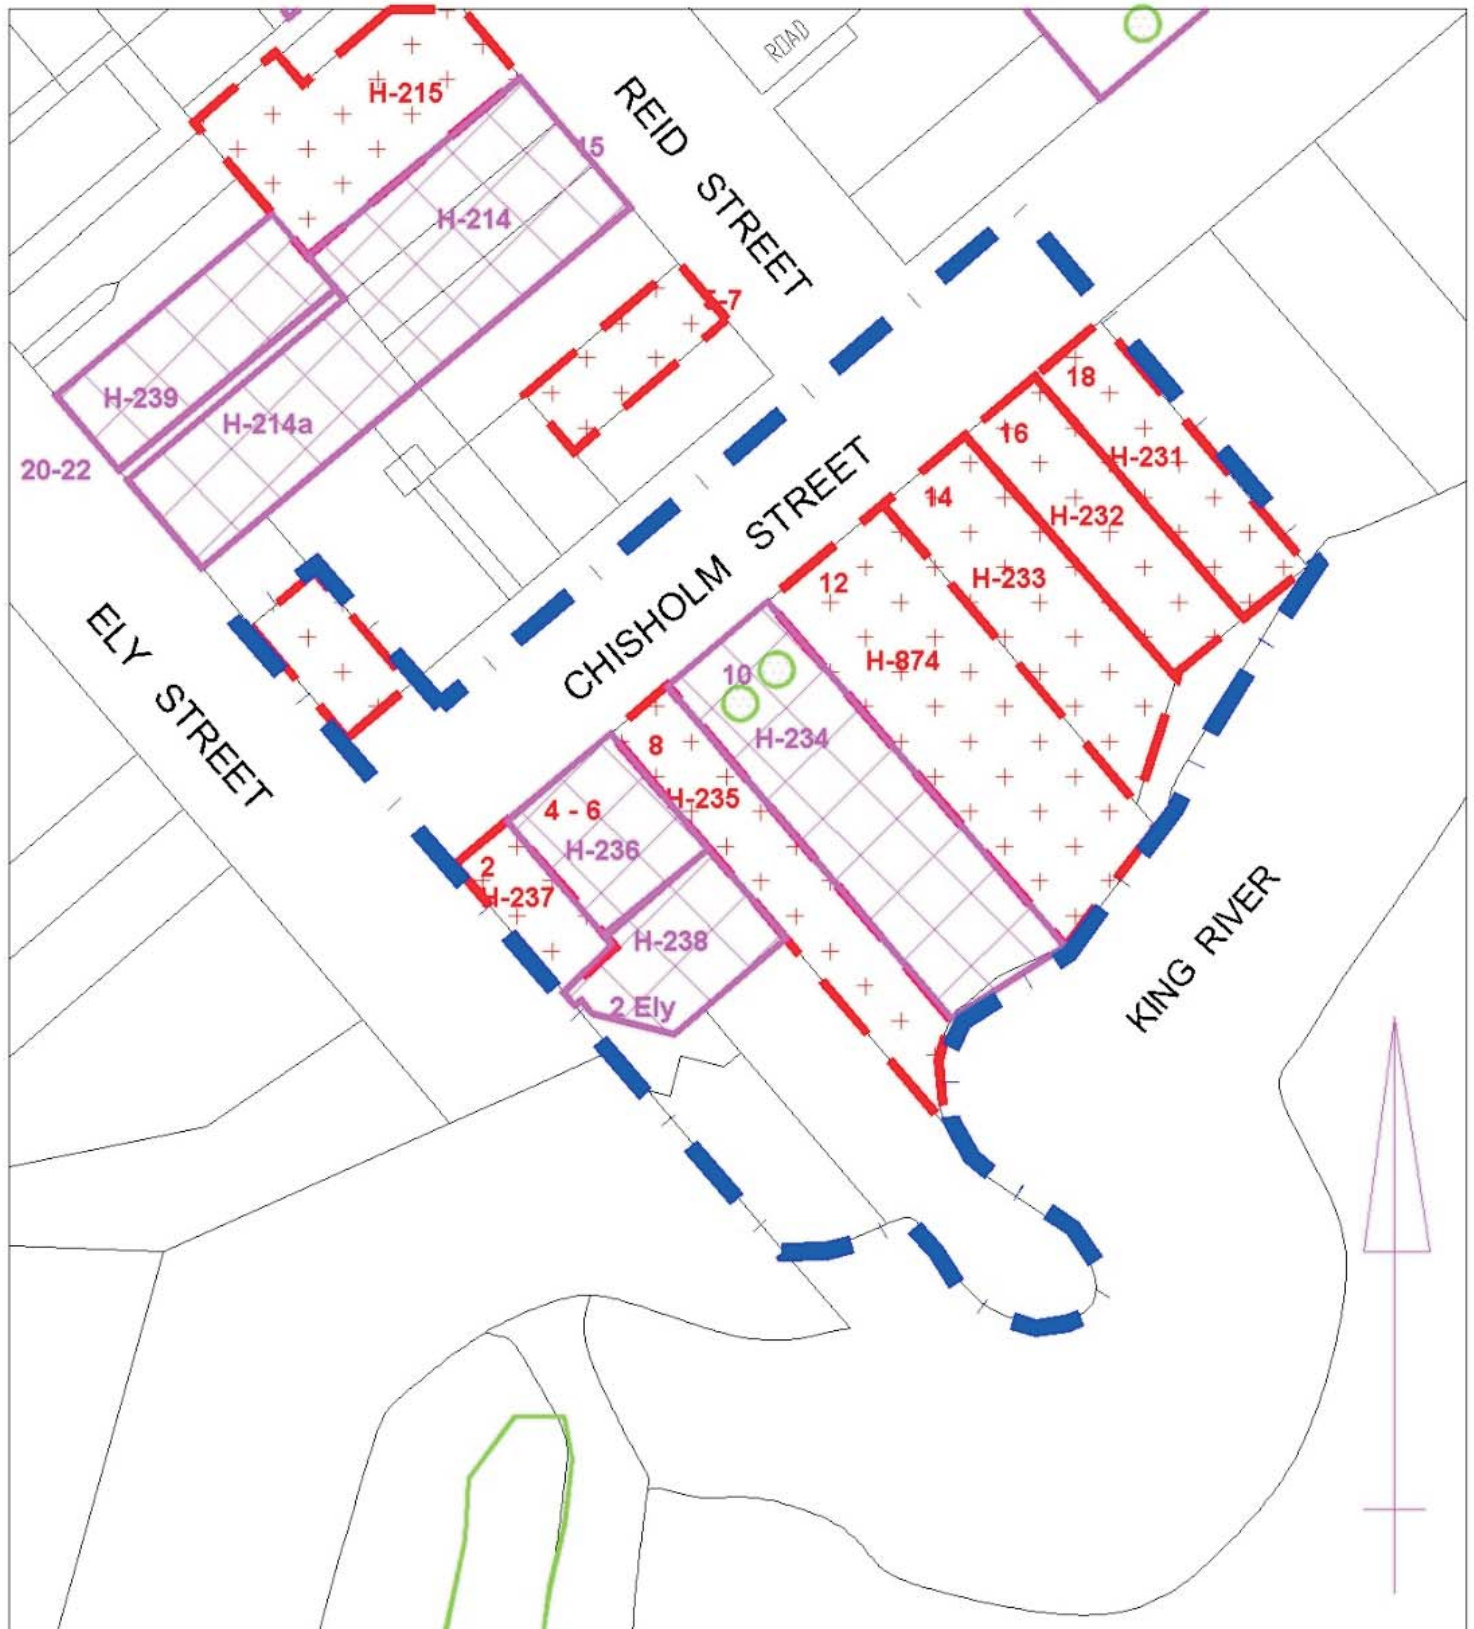 ROAD
H-215
REID STREET
15
H-214
5-7
H-239
H-214a
20-22
18
16
H-231
14
H-232
CHISHOLM STREET
12
H-233
ELY STREET
H-874
10
H-234
8
H-235
4 - 6
H-236
2
H-237
H-238
2 Ely
KING RIVER